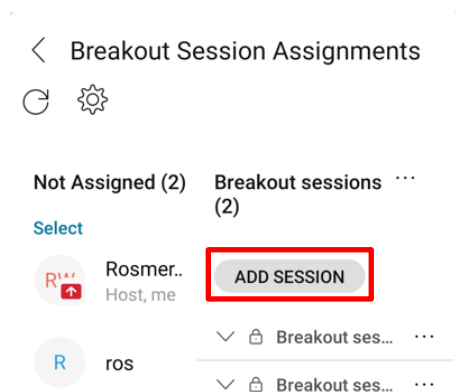 Breakout Session Assignments
Not Assigned (2)
Select
RW
Rosmer..
Host, me
R
ros
Breakout sessions ...
(2)
ADD SESSION
Breakout ses... ...
Breakout ses... ...